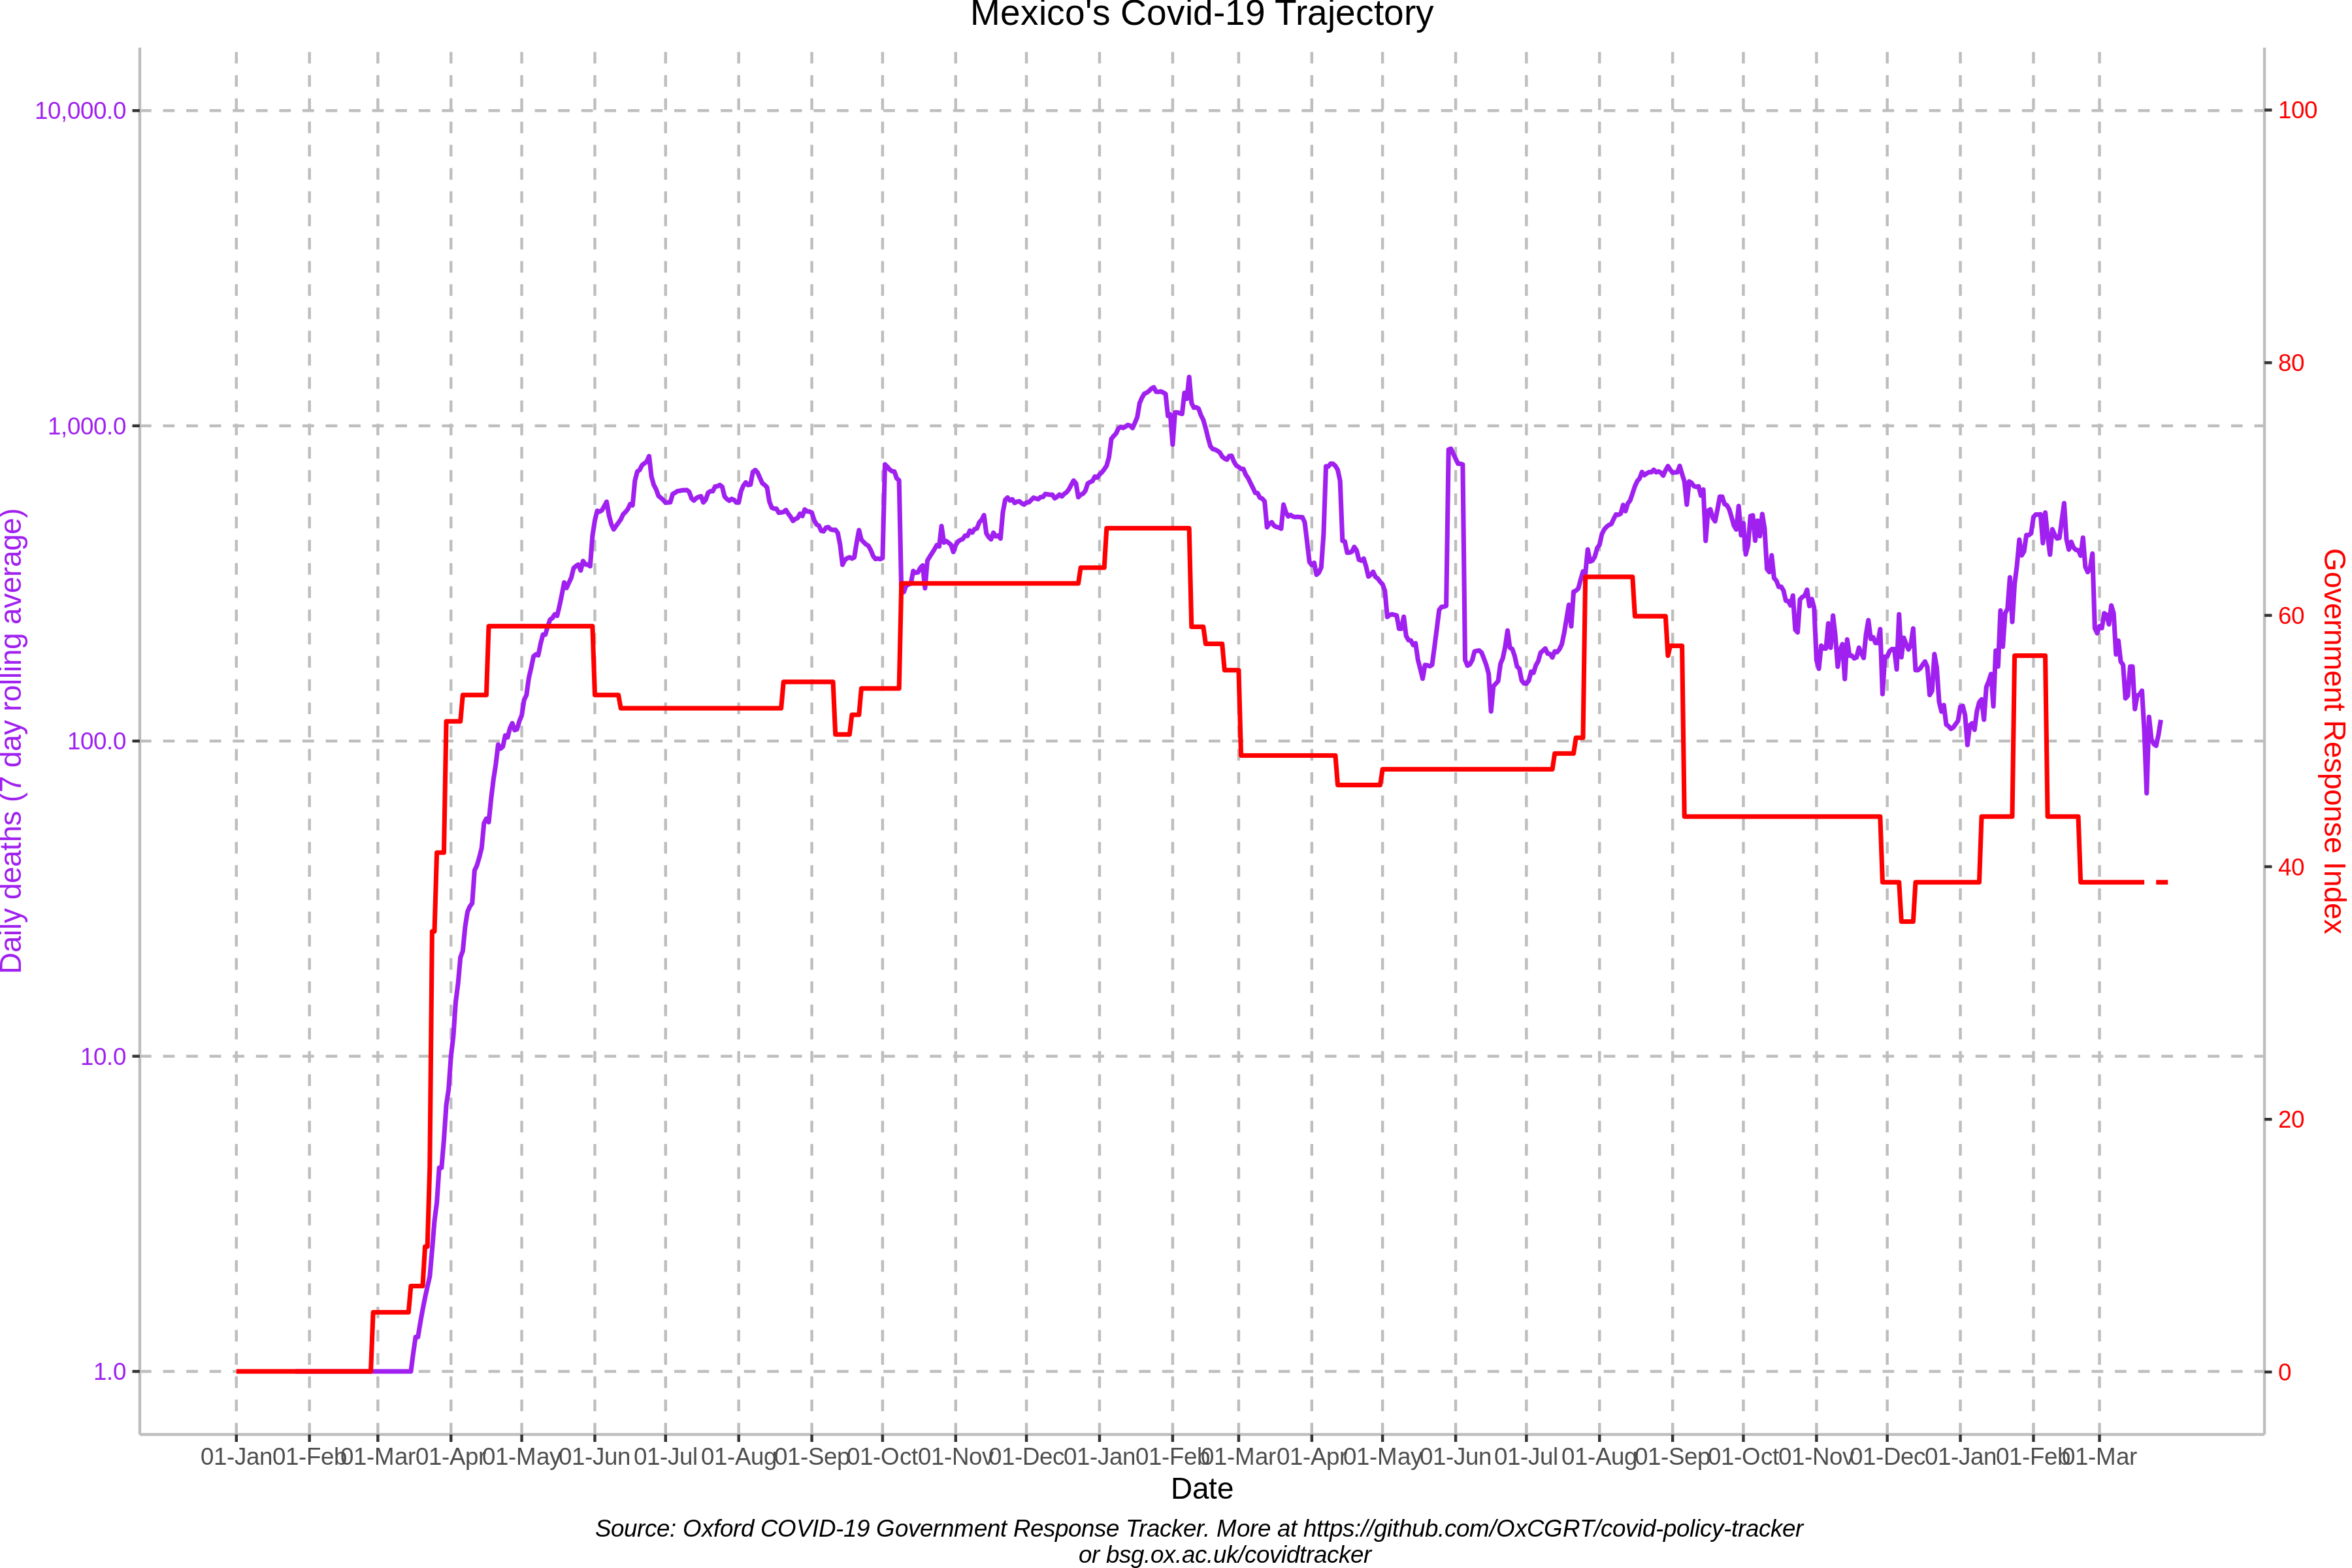 Mexico's Covid-19 Trajectory
10,000.0
1,000.0
100.0
10.0
1.0
Daily deaths (7 day rolling average)
100
80
60
40
20
0
Government Response Index
01-Jan 01-Feb 01-Mar 01-Apr 01-May 01-Jun 01-Jul 01-Aug 01-Sep 01-Oct 01-Nov 01-Dec 01-Jan 01-Feb 01-Mar 01-Apr 01-May 01-Jun 01-Jul 01-Aug 01-Sep 01-Oct 01-Nov 01-Dec 01-Jan 01-Feb 01-Mar
Date
Source: Oxford COVID-19 Government Response Tracker. More at https://github.com/OxCGRT/covid-policy-tracker
or bsg.ox.ac.uk/covidtracker